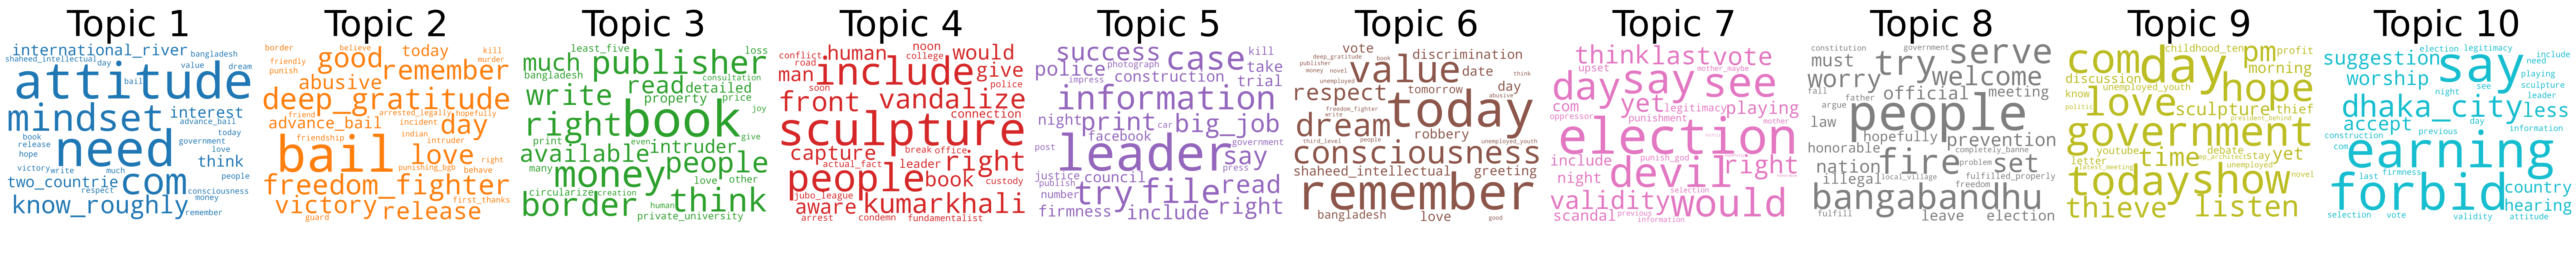 Topic 1
international_river bangladesh
shaheed_intellectual day value dream
bail
attitude
mindset interest
advance_bail
book today
release need government
hope love
think
victory write much people
two_countrie com respect consciousness
money
know_roughly remember
Topic 2
border believe today kill
friendly good murder
punish abusive remember
deep_gratitude
friend arrested_legally hopefully
advance_bail incident day
friendship indian
intruder
bail love
right
punishing_bgb behave
freedom_fighter
first_thanks
victory release
guard
Topic 3
least_five loss
much publisher
bangladesh consultation
write read detailed
property price
right book joy
available intruder
print even give
many money people
love other
circularize creation
border human think
private_university
Topic 4
conflict human noon would
road college
man include give
soon police
front vandalize
connection
sculpture
capture break office right
actual_fact
people leader book custody
jubo_league
aware kumarkhali
arrest condemn fundamentalist
Topic 5
success case kill
police take
impress photograph construction trial
information
night print big_job
facebook car
post leader government
say
justice council press
publish try file read
number
firmness include right
Topic 6
vote discrimination
deep_gratitude book
publisher value date think
money novel
respect tomorrow day
abusive
dream today
freedom_fighter
write robbery
consciousness
third_level people unemployed_youth
shaheed_intellectual greeting
remember
bangladesh love good
Topic 7
think last vote
upset mother_maybe
day say see
com yet legitimacy playing
oppressor punishment mother
election
include punish_god right
night devil
selection
validity would
scandal previous
information
Topic 8
constitution government serve
must try
worry welcome
fall father official meeting
argue
law people
hopefully prevention
honorable completely_banne
nation fire set
problem
illegal local_village fulfilled_properly
freedom
bangabandhu
fulfill leave election
Topic 9
com childhood_ten pm profit
day morning
discussion unemployed_youth hope
know love sculpture thief
politic president_behind
government
youtube debate unemployed
letter time stay yet
latest_meeting
today show novel
thieve listen
Topic 10
election legitimacy include
suggestion say need
worship playing
night see sculpture
leader
dhaka_city less
accept previous day
construction information
com earning
last firmness country
forbid hearing
selection vote validity attitude